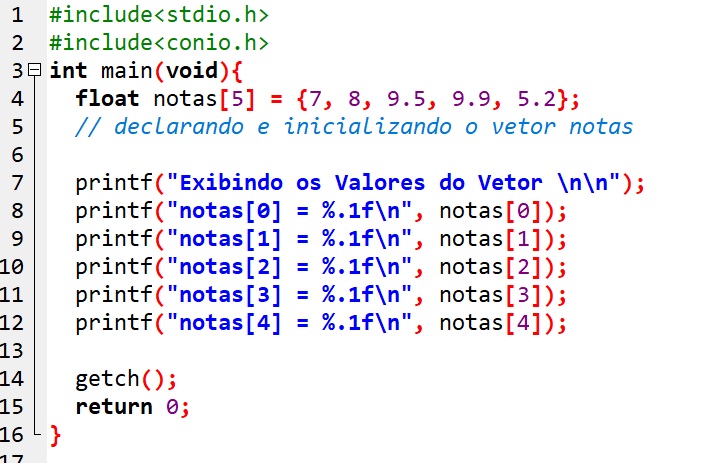 1 #include<stdio.h>
2 #include<conio.h>
3 int main(void){
4 float notas[5] = {7, 8, 9.5, 9.9, 5.2};
5 // declarando e inicializando o vetor notas
6
7 printf("Exibindo os Valores do Vetor \n\n");
8 printf("notas[0] = %.1f\n", notas[0]);
9 printf("notas[1] = %.1f\n", notas[1]);
10 printf("notas[2] = %.1f\n", notas[2]);
11 printf("notas[3] = %.1f\n", notas[3]);
12 printf("notas[4] = %.1f\n", notas[4]);
13
14 getch();
15 return 0;
16 }
17